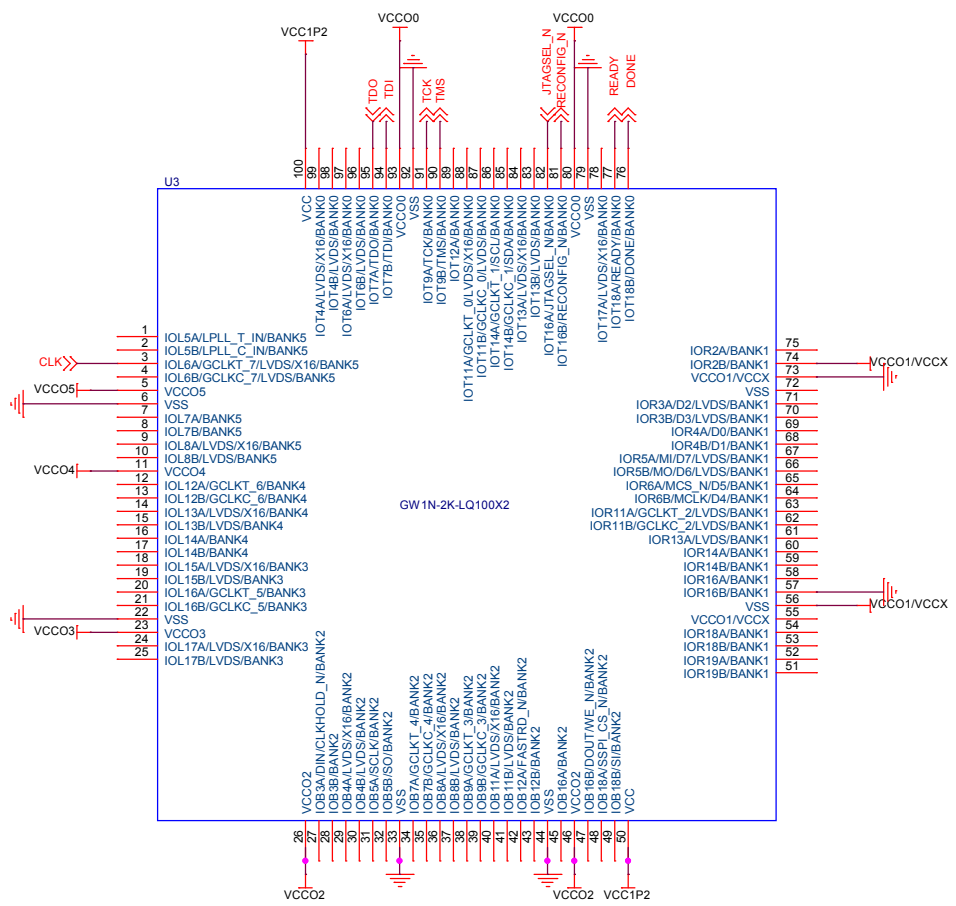 VCCO0
VCCO0
VCC1P2
TDO
TDI
TCK
TMS
JTAGSEL_N
RECONFIG_N
READY
DONE
100
99
98
97
96
95
94
93
92
91
90
89
88
87
86
85
84
83
82
81
80
79
78
77
76
U3
VCC
IOT4A/LVDS/X16/BANK0
IOT4B/LVDS/BANK0
IOT6A/LVDS/X16/BANK0
IOT6B/LVDS/BANK0
IOT7A/TDO/BANK0
IOT7B/TDI/BANK0
VCCO0
VSS
IOT9A/TCK/BANK0
IOT9B/TMS/BANK0
IOT12A/BANK0
IOT11A/GCLKT_0/LVDS/X16/BANK0
IOT11B/GCLKC_0/LVDS/BANK0
IOT14A/GCLKT_1/SCL/BANK0
IOT14B/GCLKC_1/SDA/BANK0
IOT13A/LVDS/X16/BANK0
IOT13B/LVDS/BANK0
IOT16A/JTAGSEL_N/BANK0
IOT16B/RECONFIG_N/BANK0
VCCO0
VSS
IOT17A/LVDS/X16/BANK0
IOT18A/READY/BANK0
IOT18B/DONE/BANK0
1 IOL5A/LPLL_T_IN/BANK5
2 IOL5B/LPLL_C_IN/BANK5
CLK 3 IOL6A/GCLKT_7/LVDS/X16/BANK5
4 IOL6B/GCLKC_7/LVDS/BANK5
VCCO5 5 VCCO5
6 VSS
7 IOL7A/BANK5
8 IOL7B/BANK5
9 IOL8A/LVDS/X16/BANK5
10 IOL8B/LVDS/BANK5
VCCO4 11 VCCO4
12 IOL12A/GCLKT_6/BANK4
13 IOL12B/GCLKC_6/BANK4
14 IOL13A/LVDS/X16/BANK4
15 IOL13B/LVDS/BANK4
16 IOL14A/BANK4
17 IOL14B/BANK4
18 IOL15A/LVDS/X16/BANK3
19 IOL15B/LVDS/BANK3
20 IOL16A/GCLKT_5/BANK3
21 IOL16B/GCLKC_5/BANK3
22 VSS
VCCO3 23 VCCO3
24 IOL17A/LVDS/X16/BANK3
25 IOL17B/LVDS/BANK3
GW1N-2K-LQ100X2
IOR2A/BANK1 75
IOR2B/BANK1 74 VCCO1/VCCX
VCCO1/VCCX 73
VSS 72
IOR3A/D2/LVDS/BANK1 71
IOR3B/D3/LVDS/BANK1 70
IOR4A/D0/BANK1 69
IOR4B/D1/BANK1 68
IOR5A/MI/D7/LVDS/BANK1 67
IOR5B/MO/D6/LVDS/BANK1 66
IOR6A/MCS_N/D5/BANK1 65
IOR6B/MCLK/D4/BANK1 64
IOR11A/GCLKT_2/LVDS/BANK1 63
IOR11B/GCLKC_2/LVDS/BANK1 62
IOR13A/LVDS/BANK1 61
IOR14A/BANK1 60
IOR14B/BANK1 59
IOR16A/BANK1 58
IOR16B/BANK1 57
VSS 56 VCCO1/VCCX
VCCO1/VCCX 55
IOR18A/BANK1 54
IOR18B/BANK1 53
IOR19A/BANK1 52
IOR19B/BANK1 51
VCCO2
IOB3A/DIN/CLKHOLD_N/BANK2
IOB3B/BANK2
IOB4A/LVDS/X16/BANK2
IOB4B/LVDS/BANK2
IOB5A/SCLK/BANK2
IOB5B/SO/BANK2
VSS
IOB7A/GCLKT_4/BANK2
IOB7B/GCLKC_4/BANK2
IOB8A/LVDS/X16/BANK2
IOB8B/LVDS/BANK2
IOB9A/GCLKT_3/BANK2
IOB9B/GCLKC_3/BANK2
IOB11A/LVDS/X16/BANK2
IOB11B/LVDS/BANK2
IOB12A/FASTRD_N/BANK2
IOB12B/BANK2
VSS
IOB16A/BANK2
VCCO2
IOB16B/DOUT/WE_N/BANK2
IOB18A/SSPI_CS_N/BANK2
IOB18B/SI/BANK2
VCC
26
27
28
29
30
31
32
33
34
35
36
37
38
39
40
41
42
43
44
45
46
47
48
49
50
VCCO2
VCCO2
VCC1P2